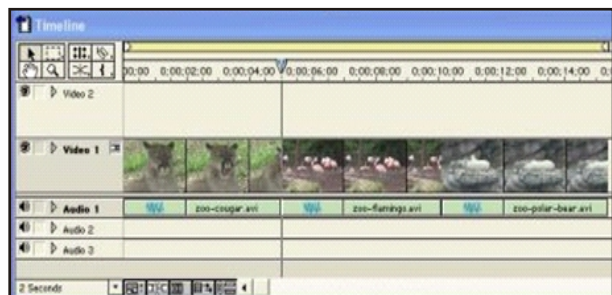 Timeline
00:00 0:00:02:00 0:00:04:00 0:00:06:00 0:00:08:00 0:00:10:00 0:00:12:00 0:00:14:00
Video 2
Video 1
Audio 1 zoo-cougar.avi zoo-flamingo.avi zoo-polar-bear.avi
Audio 2
Audio 3
2 Seconds